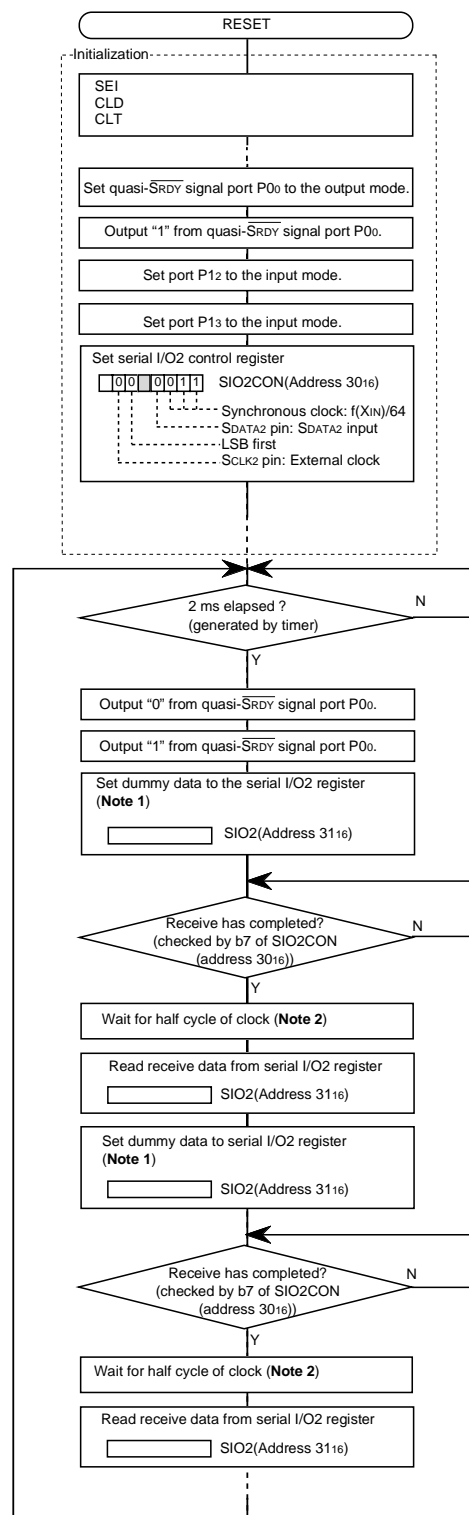 RESET
Initialization
SEI
CLD
CLT
Set quasi-S̅R̅D̅Y̅ signal port P0₀ to the output mode.
Output “1” from quasi-S̅R̅D̅Y̅ signal port P0₀.
Set port P1₂ to the input mode.
Set port P1₃ to the input mode.
Set serial I/O2 control register
0 0 0 0 1 1 SIO2CON(Address 30₁₆)
Synchronous clock: f(XIN)/64
SDATA2 pin: SDATA2 input
LSB first
SCLK2 pin: External clock
2 ms elapsed ?
(generated by timer)
N
Y
Output “0” from quasi-S̅R̅D̅Y̅ signal port P0₀.
Output “1” from quasi-S̅R̅D̅Y̅ signal port P0₀.
Set dummy data to the serial I/O2 register
(Note 1)
SIO2(Address 31₁₆)
Receive has completed?
(checked by b7 of SIO2CON
(address 30₁₆))
N
Y
Wait for half cycle of clock (Note 2)
Read receive data from serial I/O2 register
SIO2(Address 31₁₆)
Set dummy data to serial I/O2 register
(Note 1)
SIO2(Address 31₁₆)
Receive has completed?
(checked by b7 of SIO2CON
(address 30₁₆))
N
Y
Wait for half cycle of clock (Note 2)
Read receive data from serial I/O2 register
SIO2(Address 31₁₆)